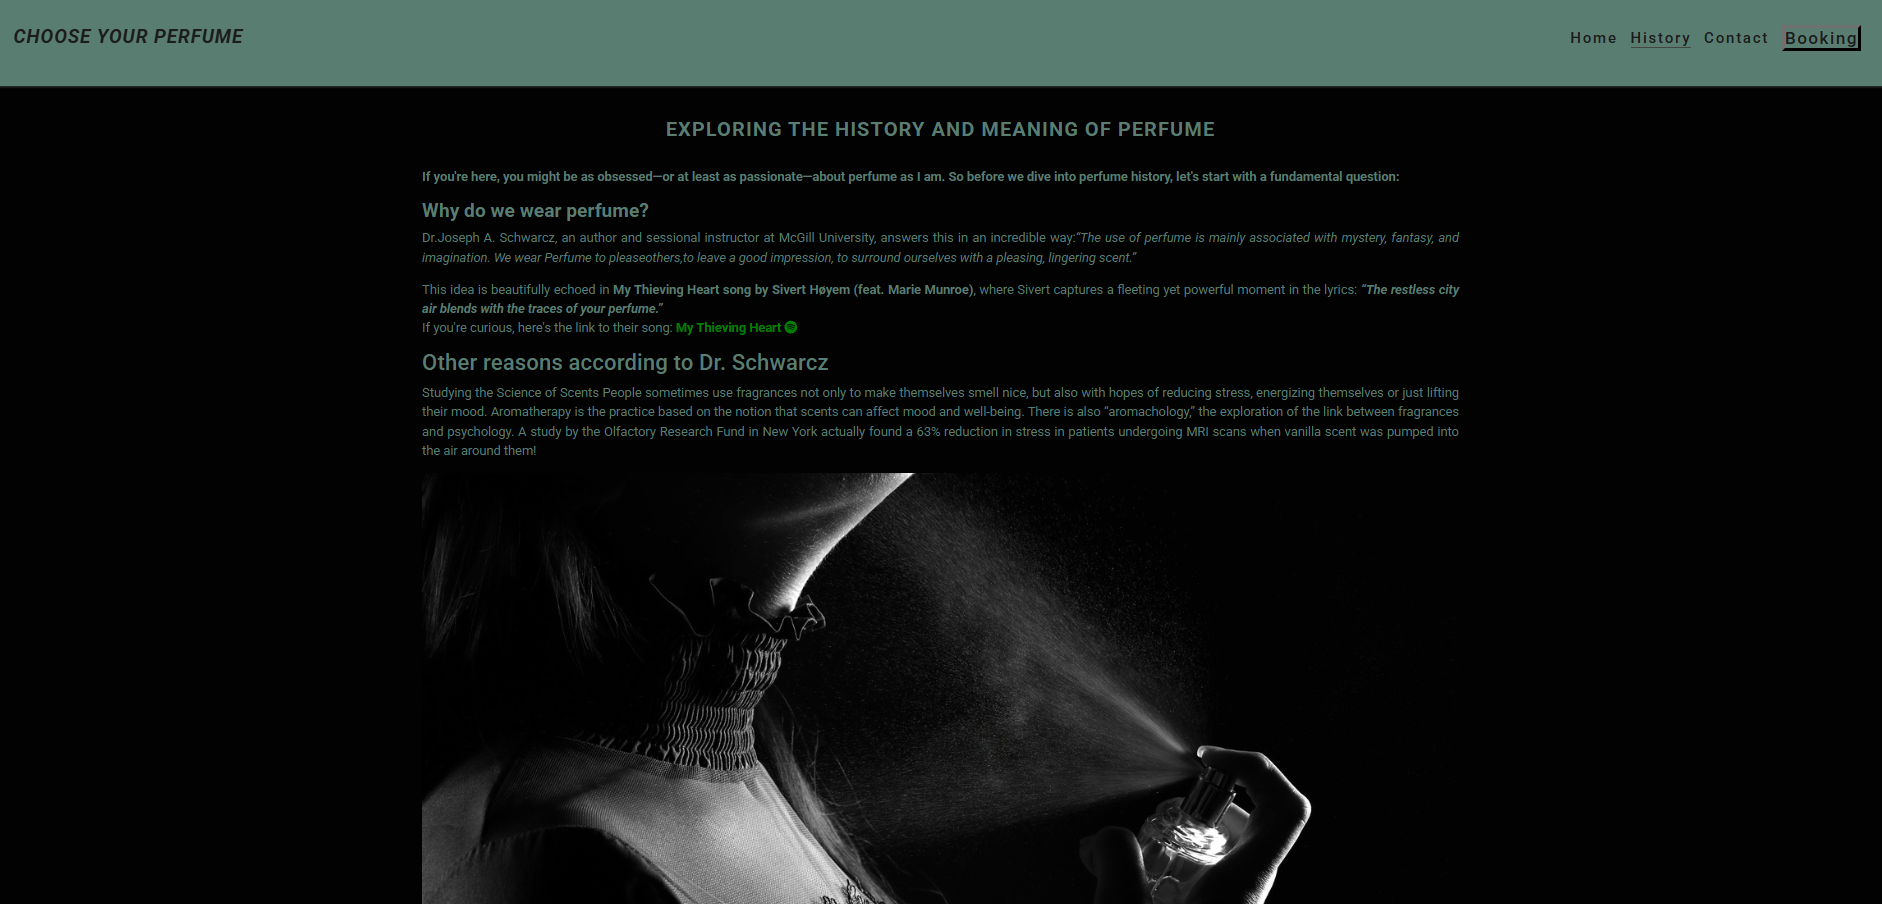 CHOOSE YOUR PERFUME
Home History Contact Booking
EXPLORING THE HISTORY AND MEANING OF PERFUME
If you're here, you might be as obsessed—or at least as passionate—about perfume as I am. So before we dive into perfume history, let's start with a fundamental question:
Why do we wear perfume?
Dr.Joseph A. Schwarcz, an author and sessional instructor at McGill University, answers this in an incredible way:“The use of perfume is mainly associated with mystery, fantasy, and
imagination. We wear Perfume to pleaseothers,to leave a good impression, to surround ourselves with a pleasing, lingering scent.”
This idea is beautifully echoed in My Thieving Heart song by Sivert Høyem (feat. Marie Munroe), where Sivert captures a fleeting yet powerful moment in the lyrics: “The restless city
air blends with the traces of your perfume.”
If you're curious, here's the link to their song: My Thieving Heart
Other reasons according to Dr. Schwarcz
Studying the Science of Scents People sometimes use fragrances not only to make themselves smell nice, but also with hopes of reducing stress, energizing themselves or just lifting
their mood. Aromatherapy is the practice based on the notion that scents can affect mood and well-being. There is also “aromachology,” the exploration of the link between fragrances
and psychology. A study by the Olfactory Research Fund in New York actually found a 63% reduction in stress in patients undergoing MRI scans when vanilla scent was pumped into
the air around them!